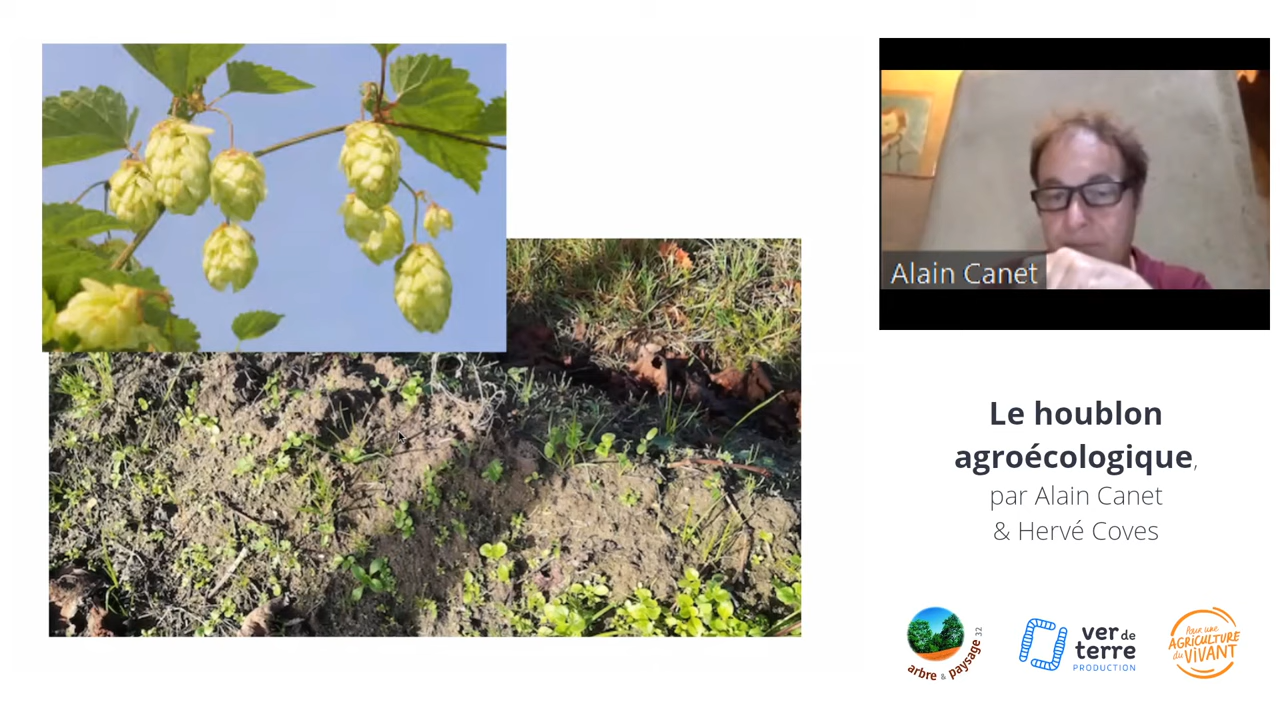 Alain Canet
Le houblon
agroécologique,
par Alain Canet
& Hervé Coves
arbre & paysage 32
ver de
terre
PRODUCTION
Pour une
AGRICULTURE
du ViVANT